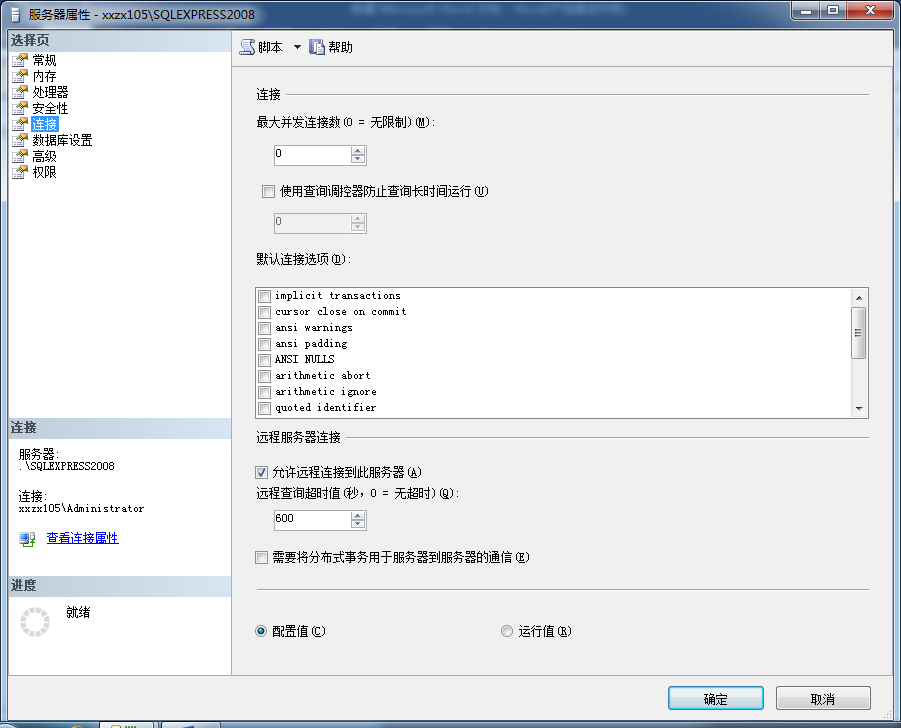 服务器属性 - xxzx105\SQLEXPRESS2008
选择页
常规
内存
处理器
安全性
连接
数据库设置
高级
权限
脚本 帮助
连接
最大并发连接数(0 = 无限制)(M):
0
使用查询调控器防止查询长时间运行(U)
0
默认连接选项(D):
implicit transactions
cursor close on commit
ansi warnings
ansi padding
ANSI NULLS
arithmetic abort
arithmetic ignore
quoted identifier
远程服务器连接
允许远程连接到此服务器(A)
远程查询超时值(秒，0 = 无超时)(Q):
600
需要将分布式事务用于服务器到服务器的通信(E)
配置值(C) 运行值(R)
连接
服务器:
.\SQLEXPRESS2008
连接:
xxzx105\Administrator
查看连接属性
进度
就绪
确定 取消